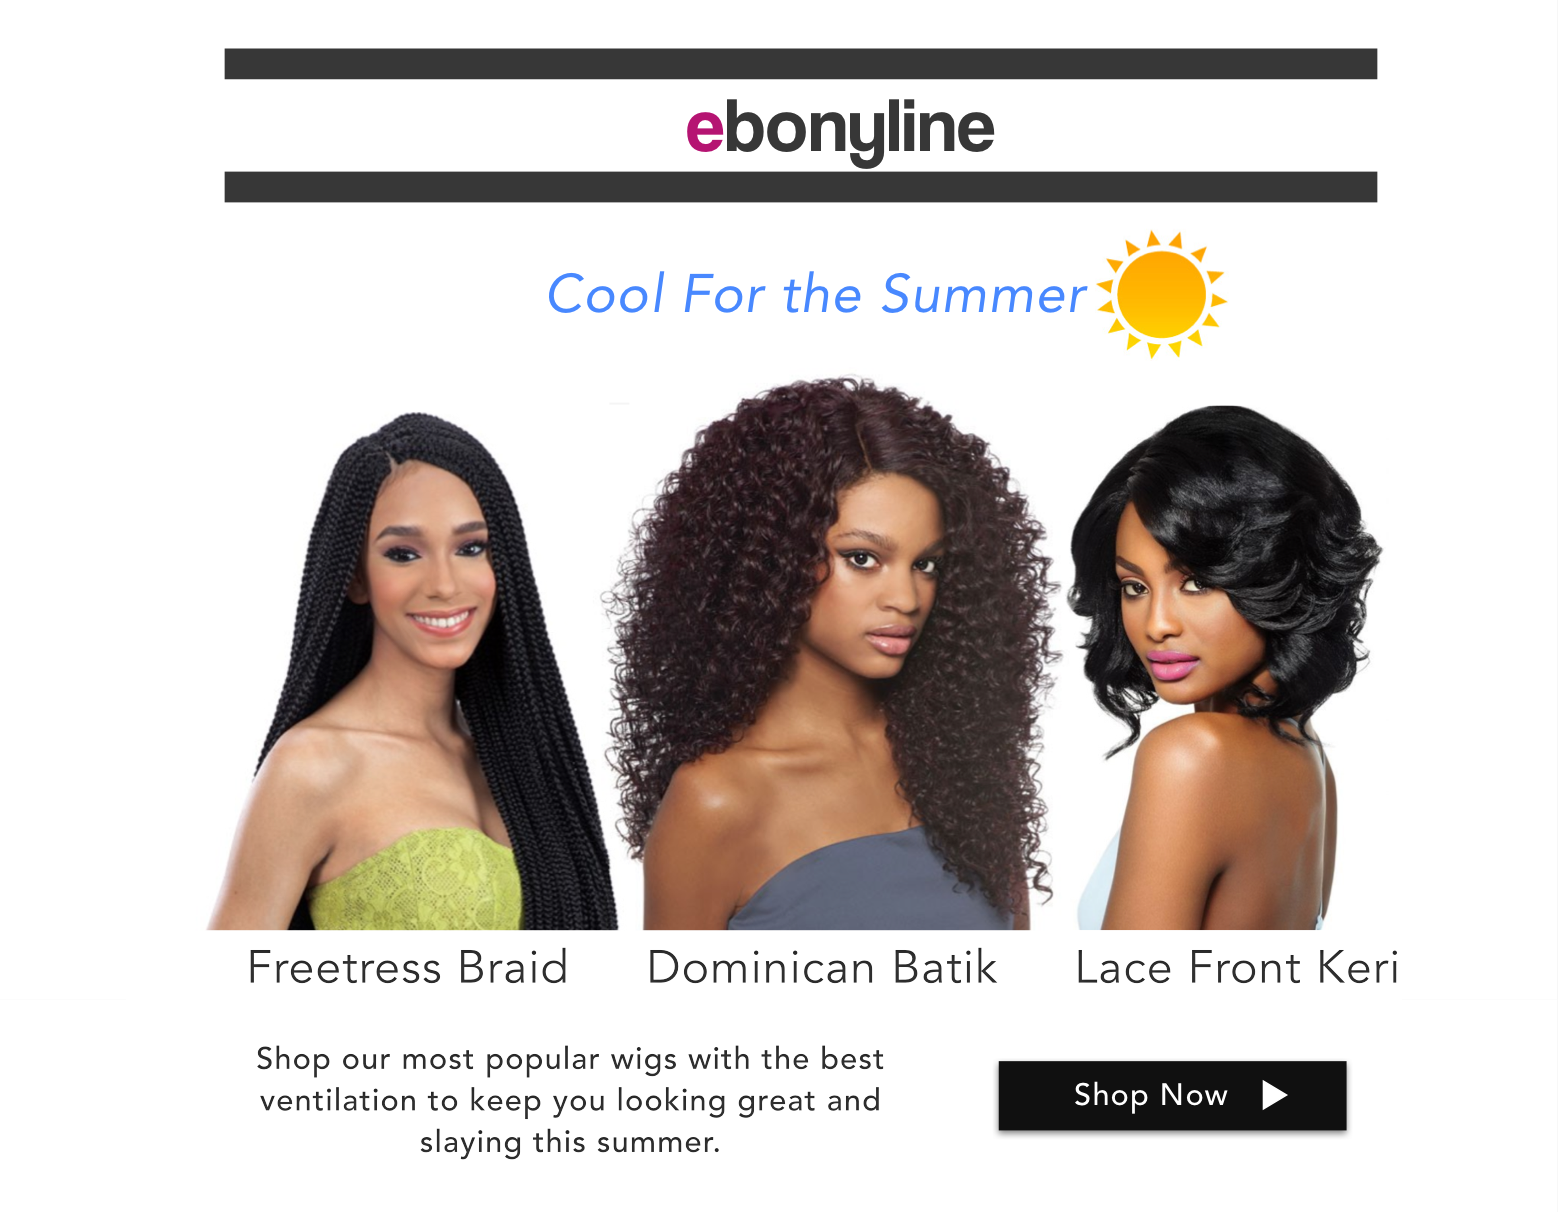 ebonyline
Cool For the Summer
Freetress Braid
Dominican Batik
Lace Front Keri
Shop our most popular wigs with the best
ventilation to keep you looking great and
slaying this summer.
Shop Now